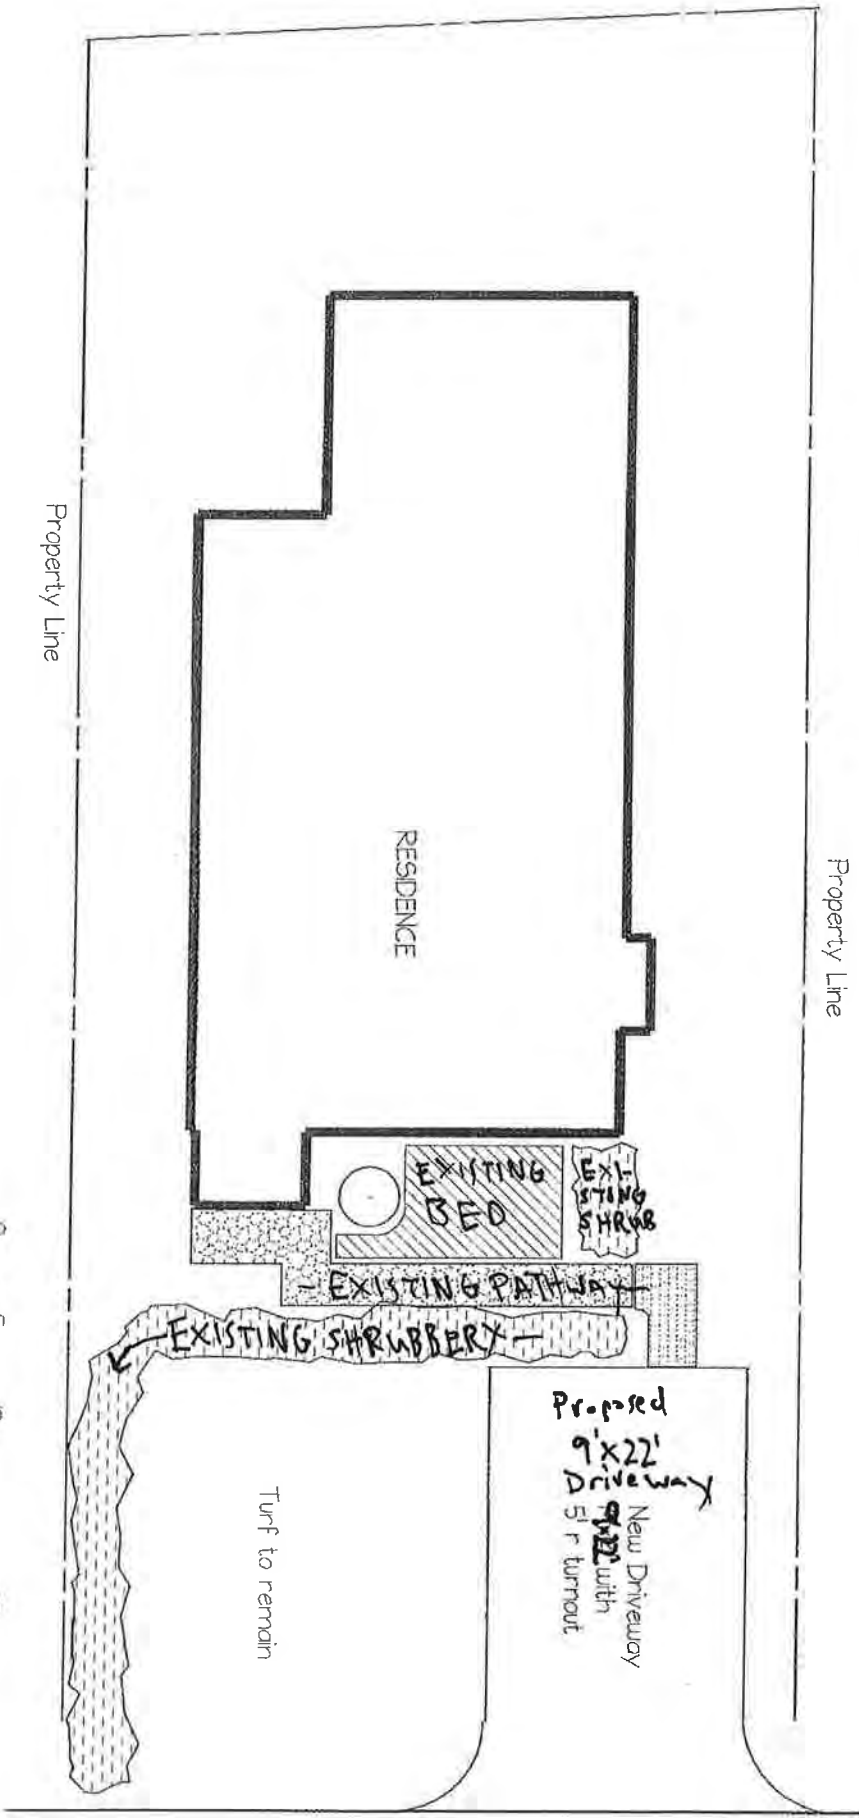 Property Line
Property Line
RESIDENCE
EXISTING
BED
EXI-
STING
SHRUB
- EXISTING PATHWAY -
EXISTING SHRUBBERY -
Proposed
9'X22'
Driveway
New Driveway
with
5' r turnout
Turf to remain